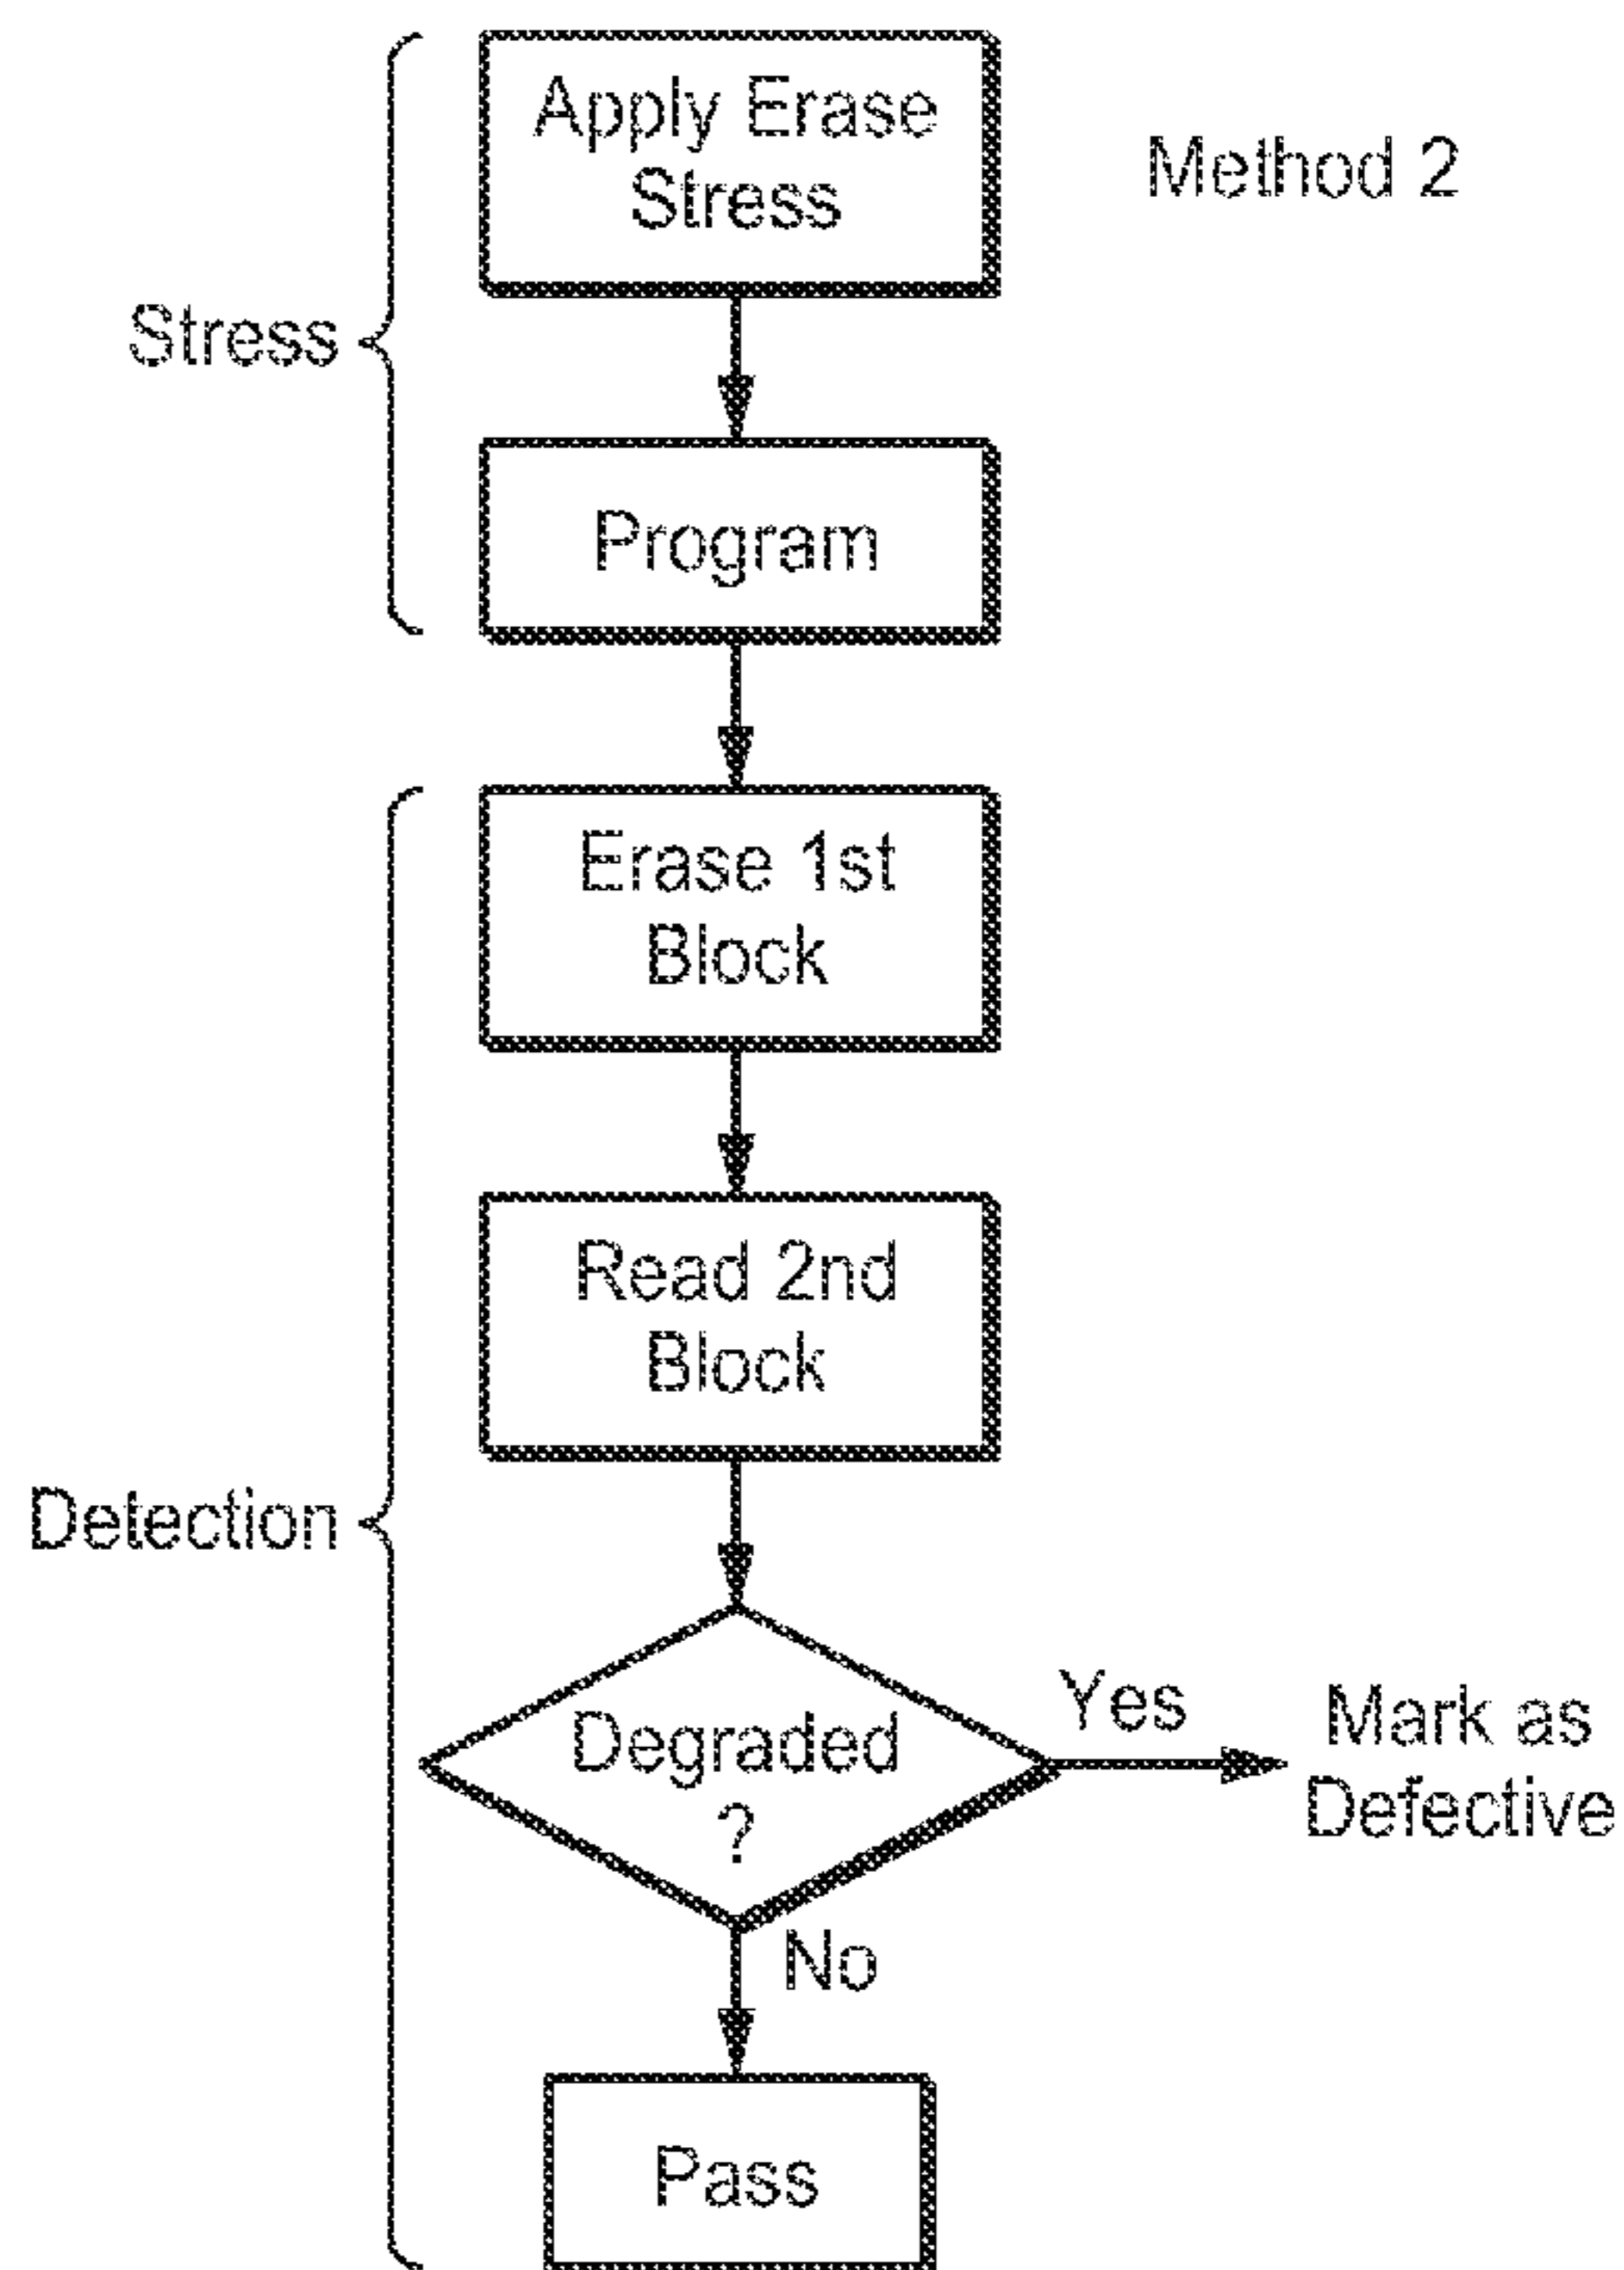 Apply Erase
Stress
Method 2
Stress
Program
Erase 1st
Block
Read 2nd
Block
Detection
Degraded
?
Yes
Mark as
Defective
No
Pass